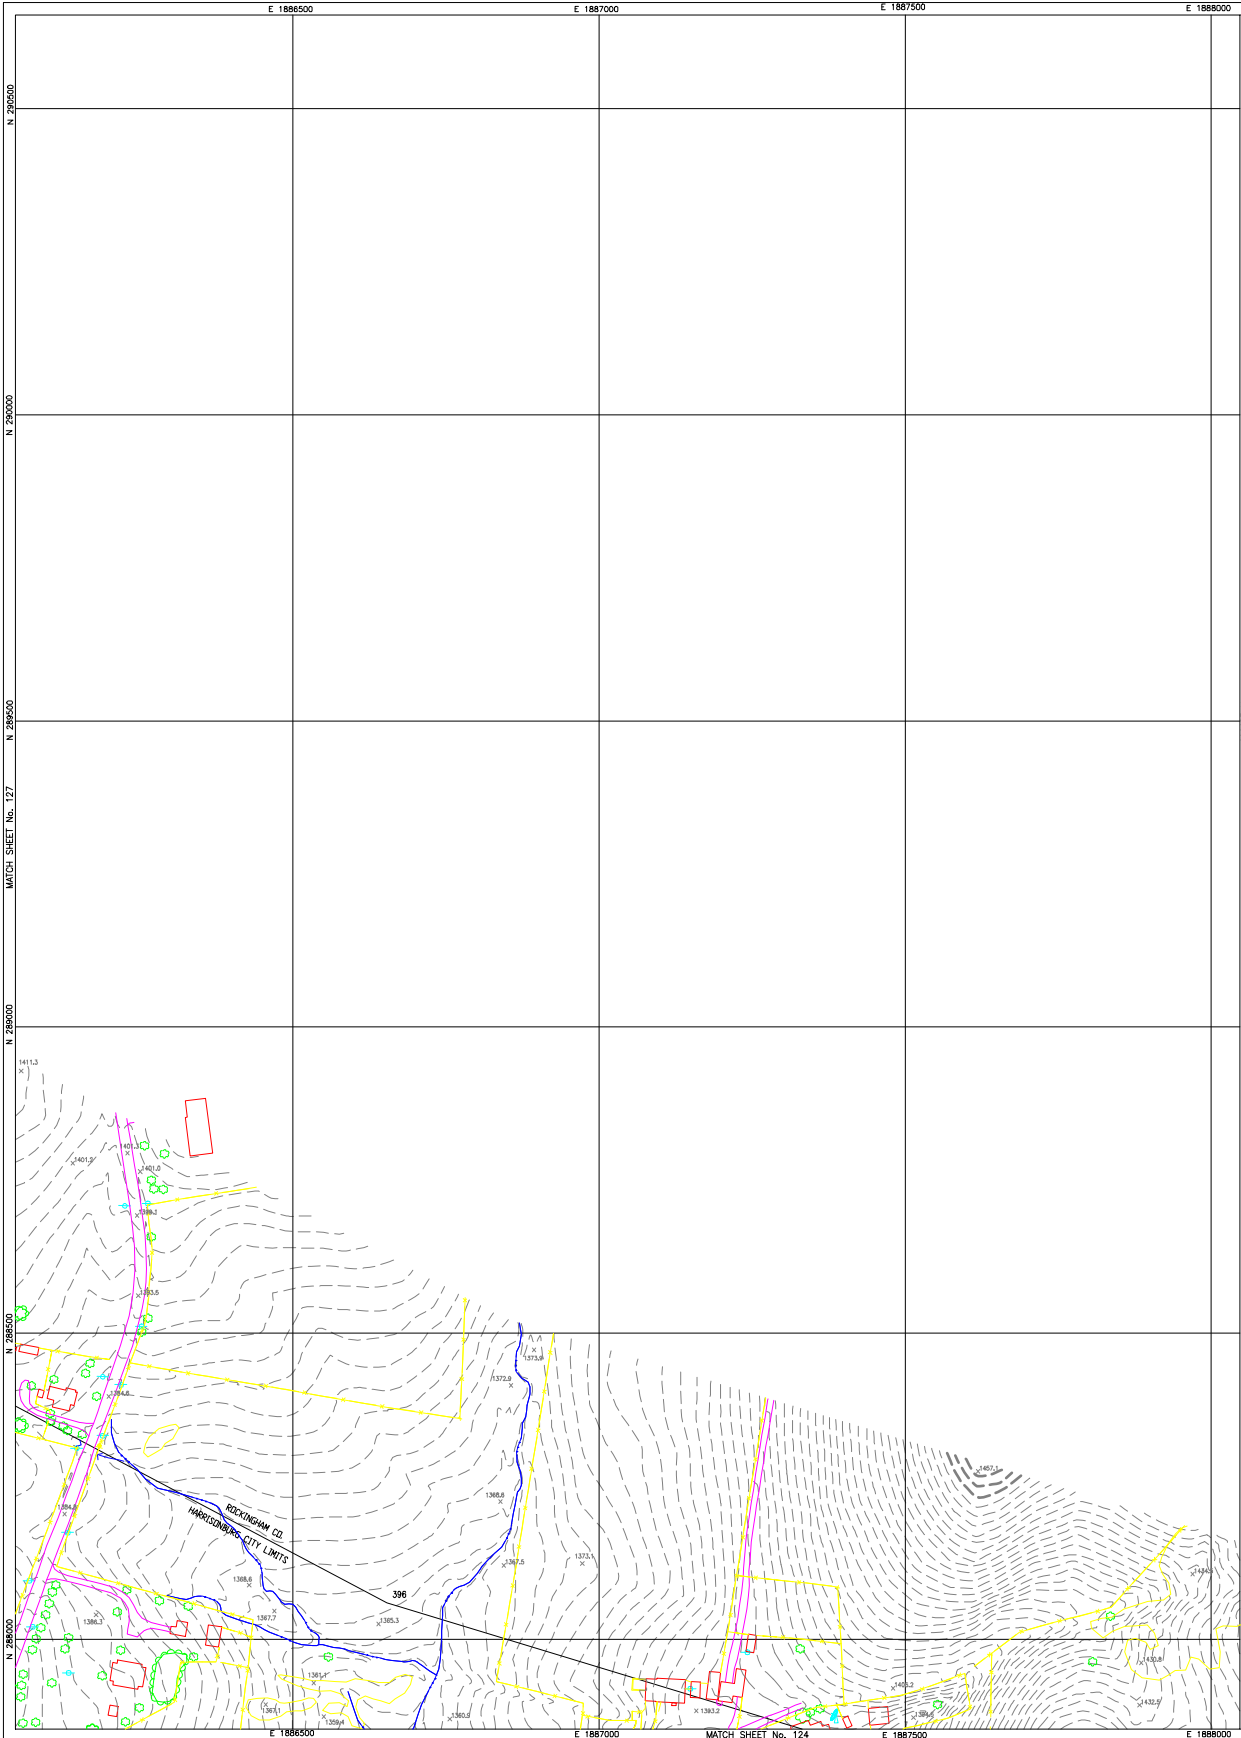 E 1886500
E 1887000
E 1887500
E 1888000
N 290500
N 290000
N 289500
MATCH SHEET No. 127
N 289000
1411.3
1401.3
1401.2
1401.0
1373.9
1372.9
1457.1
1368.8
ROCKINGHAM CO.
HARRISONBURG CITY LIMITS
1367.5
1373.1
1368.6
396
1367.7
1386.3
1365.3
N 288500
N 288000
1430.8
1361.1
1432.5
1367.1
1359.4
1360.9
1393.2
E 1886500
E 1887000
MATCH SHEET No. 124
E 1887500
E 1888000